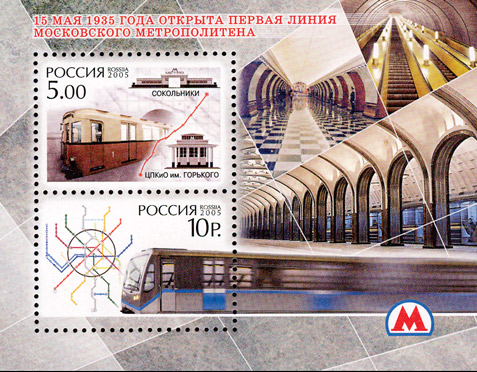 15 МАЯ 1935 ГОДА ОТКРЫТА ПЕРВАЯ ЛИНИЯ
МОСКОВСКОГО МЕТРОПОЛИТЕНА
РОССИЯ ROSSIA
5.00 2005
СОКОЛЬНИКИ
ЦПКиО ИМ. ГОРЬКОГО
РОССИЯ ROSSIA
2005
10 Р.
М